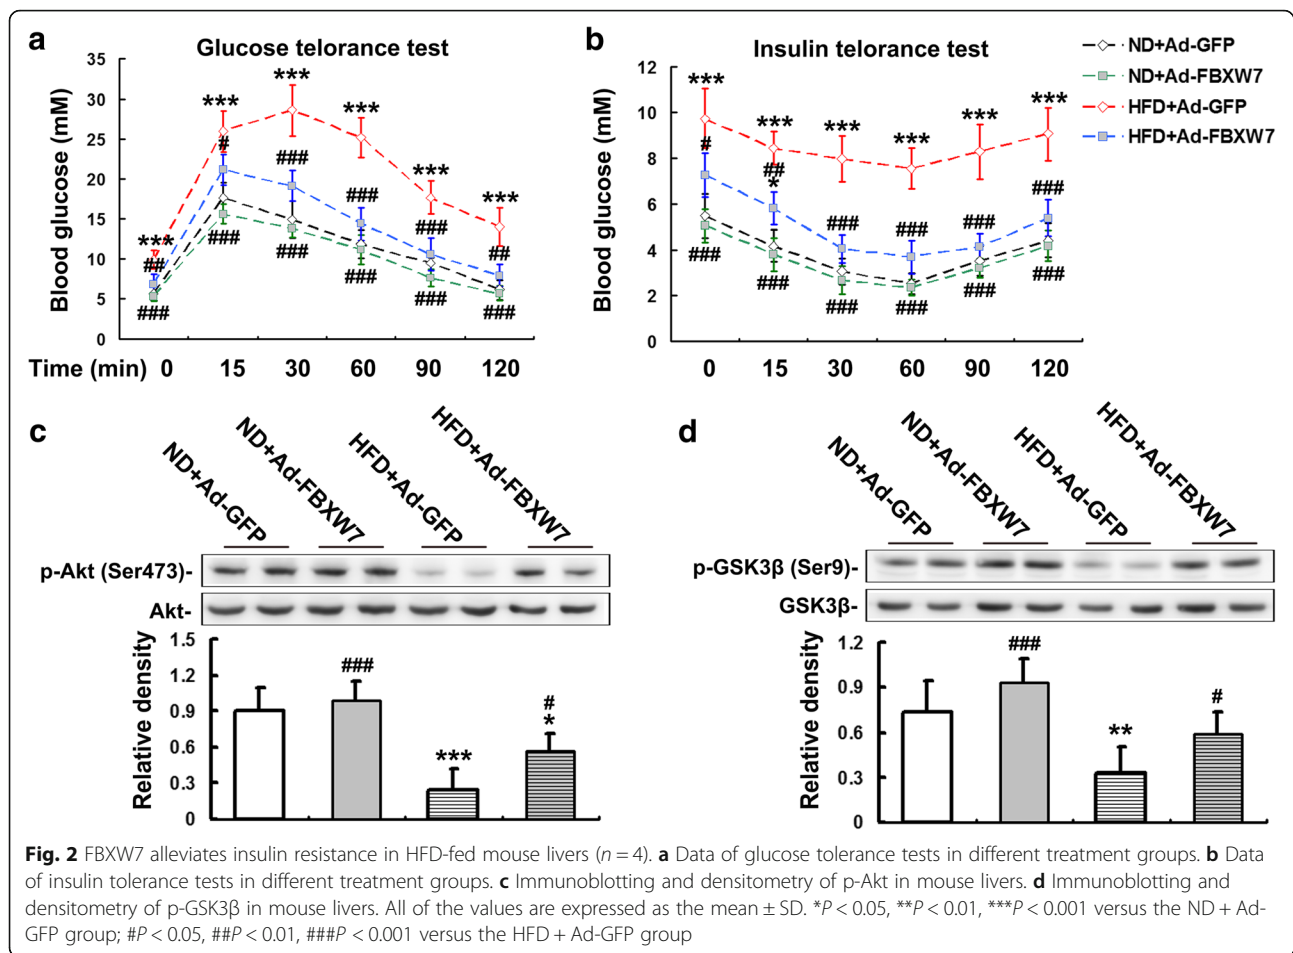 a
Glucose telorance test
Blood glucose (mM)
35
30
25
20
15
10
5
0
***
##
###
***
#
###
***
###
###
***
###
###
***
###
###
***
##
###
Time (min) 0 15 30 60 90 120
b
Insulin telorance test
Blood glucose (mM)
12
10
8
6
4
2
0
***
#
###
***
##
*
###
***
###
###
***
###
###
***
###
###
***
###
###
0 15 30 60 90 120
ND+Ad-GFP
ND+Ad-FBXW7
HFD+Ad-GFP
HFD+Ad-FBXW7
c
ND+Ad-GFP
ND+Ad-FBXW7
HFD+Ad-GFP
HFD+Ad-FBXW7
p-Akt (Ser473)-
Akt-
Relative density
1.5
1.2
0.9
0.6
0.3
0
###
***
#
*
d
ND+Ad-GFP
ND+Ad-FBXW7
HFD+Ad-GFP
HFD+Ad-FBXW7
p-GSK3β (Ser9)-
GSK3β-
Relative density
1.2
0.9
0.6
0.3
0
###
**
#
Fig. 2 FBXW7 alleviates insulin resistance in HFD-fed mouse livers (n = 4). a Data of glucose tolerance tests in different treatment groups. b Data
of insulin tolerance tests in different treatment groups. c Immunoblotting and densitometry of p-Akt in mouse livers. d Immunoblotting and
densitometry of p-GSK3β in mouse livers. All of the values are expressed as the mean ± SD. *P < 0.05, **P < 0.01, ***P < 0.001 versus the ND + Ad-
GFP group; #P < 0.05, ##P < 0.01, ###P < 0.001 versus the HFD + Ad-GFP group